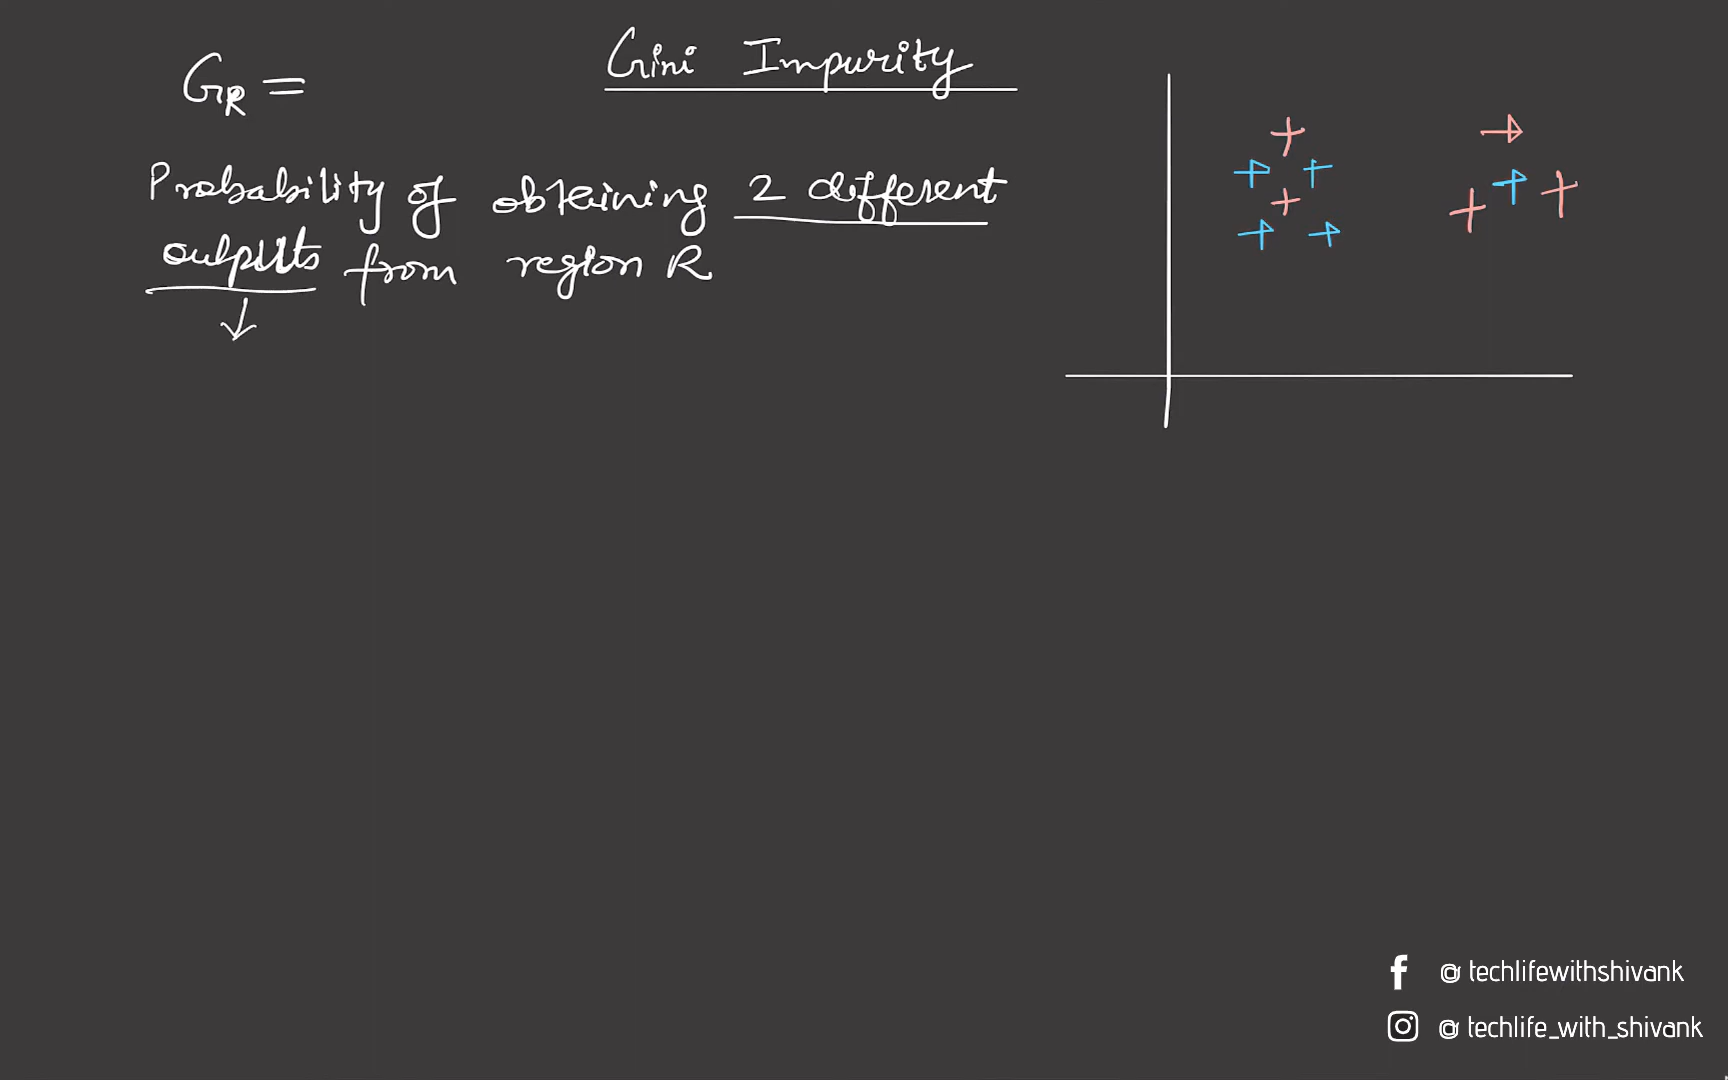 Gini Impurity
G_R =
Probability of obtaining 2 different
outputs from region R
@ techlifewithshivank
@ techlife_with_shivank